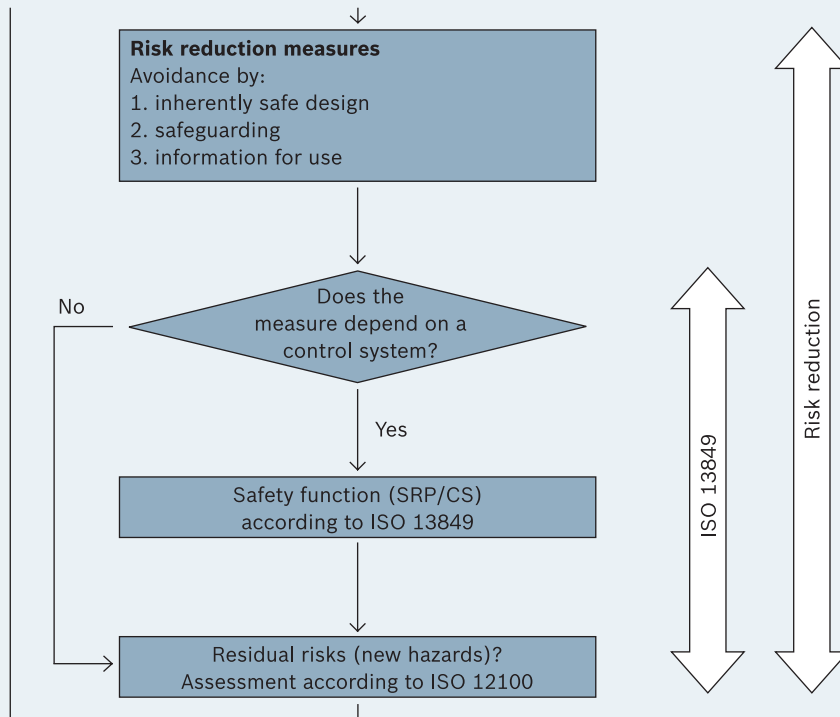 Risk reduction measures
Avoidance by:
1. inherently safe design
2. safeguarding
3. information for use
Does the
measure depend on a
control system?
No
Yes
Safety function (SRP/CS)
according to ISO 13849
Residual risks (new hazards)?
Assessment according to ISO 12100
ISO 13849
Risk reduction